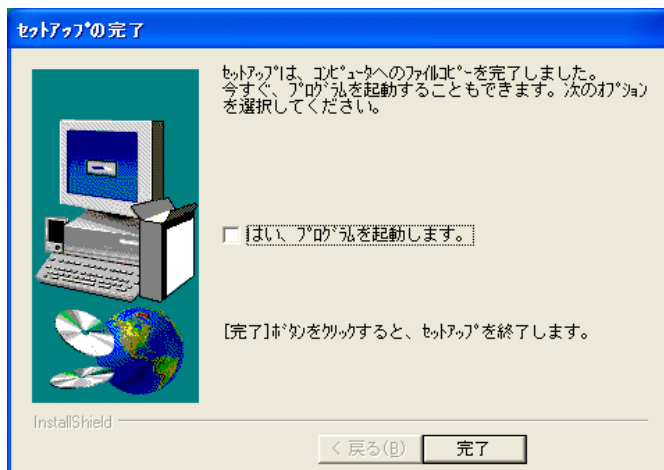 ｾｯﾄｱｯﾌﾟの完了
ｾｯﾄｱｯﾌﾟは、ｺﾝﾋﾟｭｰﾀへのﾌｧｲﾙｺﾋﾟｰを完了しました。
今すぐ、ﾌﾟﾛｸﾞﾗﾑを起動することもできます。次のｵﾌﾟｼｮﾝ
を選択してください。
はい、ﾌﾟﾛｸﾞﾗﾑを起動します。
[完了]ﾎﾞﾀﾝをｸﾘｯｸすると、ｾｯﾄｱｯﾌﾟを終了します。
InstallShield
< 戻る(B) 完了